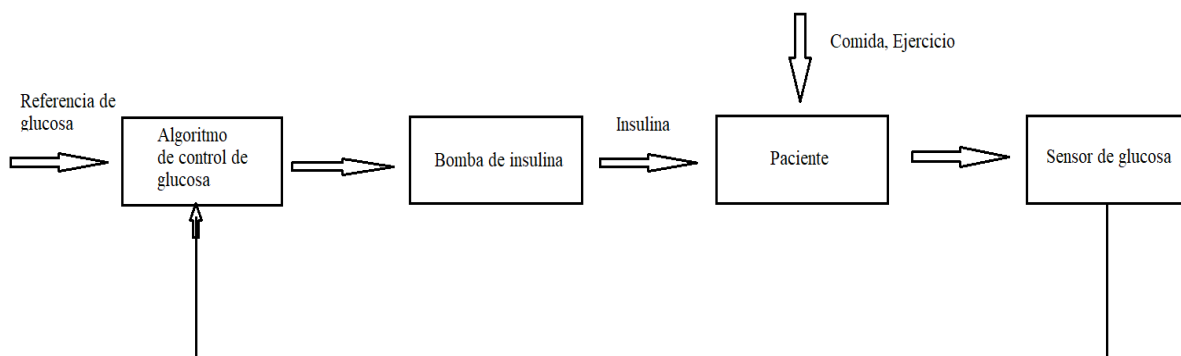 Comida, Ejercicio
Referencia de
glucosa
Algoritmo
de control de
glucosa
Bomba de insulina
Insulina
Paciente
Sensor de glucosa